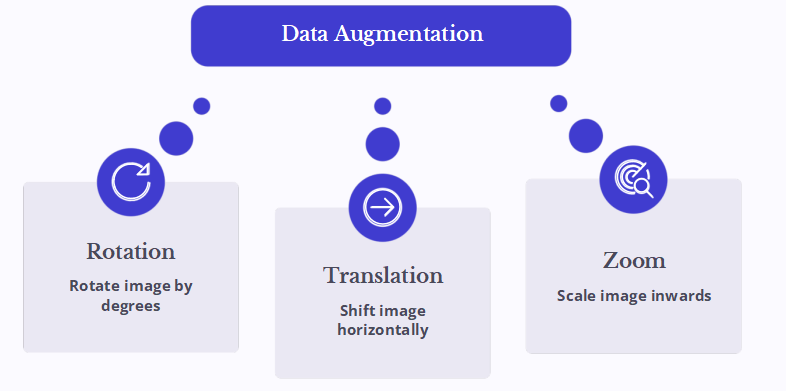 Data Augmentation
Rotation
Rotate image by
degrees
Translation
Shift image
horizontally
Zoom
Scale image inwards